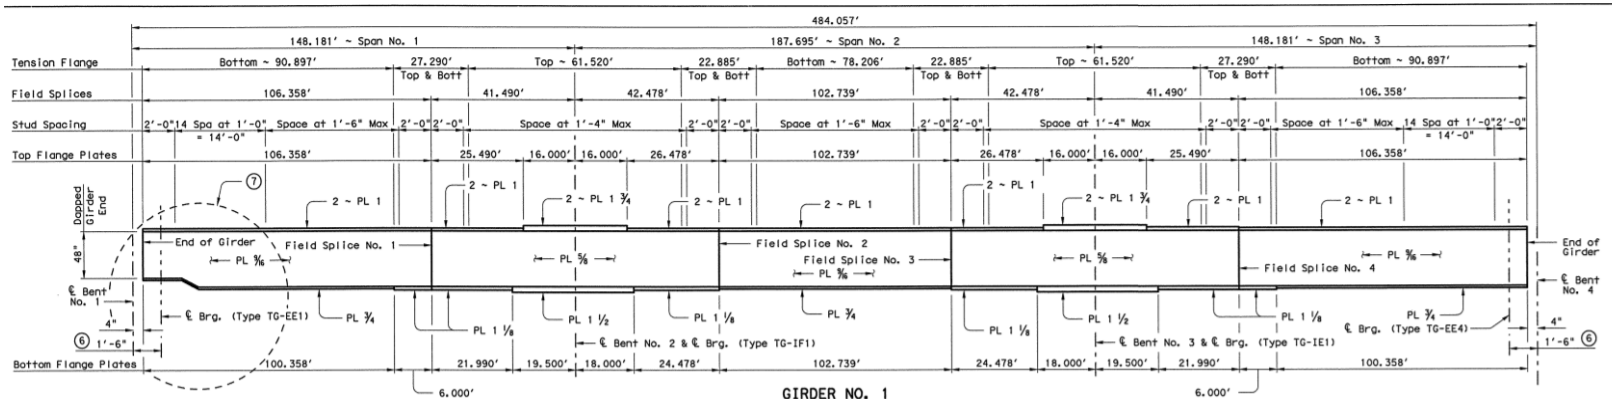 484.057'
148.181' ~ Span No. 1 187.695' ~ Span No. 2 148.181' ~ Span No. 3
Tension Flange Bottom ~ 90.897' 27.290' Top ~ 61.520' 22.885' Bottom ~ 78.206' 22.885' Top ~ 61.520' 27.290' Bottom ~ 90.897'
Top & Bott Top & Bott Top & Bott Top & Bott
Field Splices 106.358' 41.490' 42.478' 102.739' 42.478' 41.490' 106.358'
Stud Spacing 2'-0" 14 Spa at 1'-0" Space at 1'-6" Max 2'-0" 2'-0" Space at 1'-4" Max 2'-0" 2'-0" Space at 1'-6" Max 2'-0" 2'-0" Space at 1'-4" Max 2'-0" 2'-0" Space at 1'-6" Max 14 Spa at 1'-0" 2'-0"
= 14'-0" = 14'-0"
Top Flange Plates 106.358' 25.490' 16.000' 16.000' 26.478' 102.739' 26.478' 16.000' 16.000' 25.490' 106.358'
Dapped
Girder
End
7
2 ~ PL 1 2 ~ PL 1 2 ~ PL 1 3/4 2 ~ PL 1 2 ~ PL 1 2 ~ PL 1 2 ~ PL 1 3/4 2 ~ PL 1 2 ~ PL 1
48"
End of Girder Field Splice No. 1 Field Splice No. 2 End of
Girder
PL 9/16 PL 5/8 Field Splice No. 3 PL 9/16 PL 5/8 Field Splice No. 4 PL 9/16
℄ Bent
No. 1
℄ Bent
No. 4
℄ Brg. (Type TG-EE1) PL 3/4 PL 1 1/8 PL 1 1/2 PL 1 1/8 PL 3/4 PL 1 1/8 PL 1 1/2 PL 1 1/8 PL 3/4
℄ Brg. (Type TG-EE4)
4" 4"
6 1'-6" ℄ Bent No. 2 & ℄ Brg. (Type TG-IF1) ℄ Bent No. 3 & ℄ Brg. (Type TG-IE1) 1'-6" 6
Bottom Flange Plates 100.358' 21.990' 19.500' 18.000' 24.478' 102.739' 24.478' 18.000' 19.500' 21.990' 100.358'
6.000' 6.000'
GIRDER NO. 1